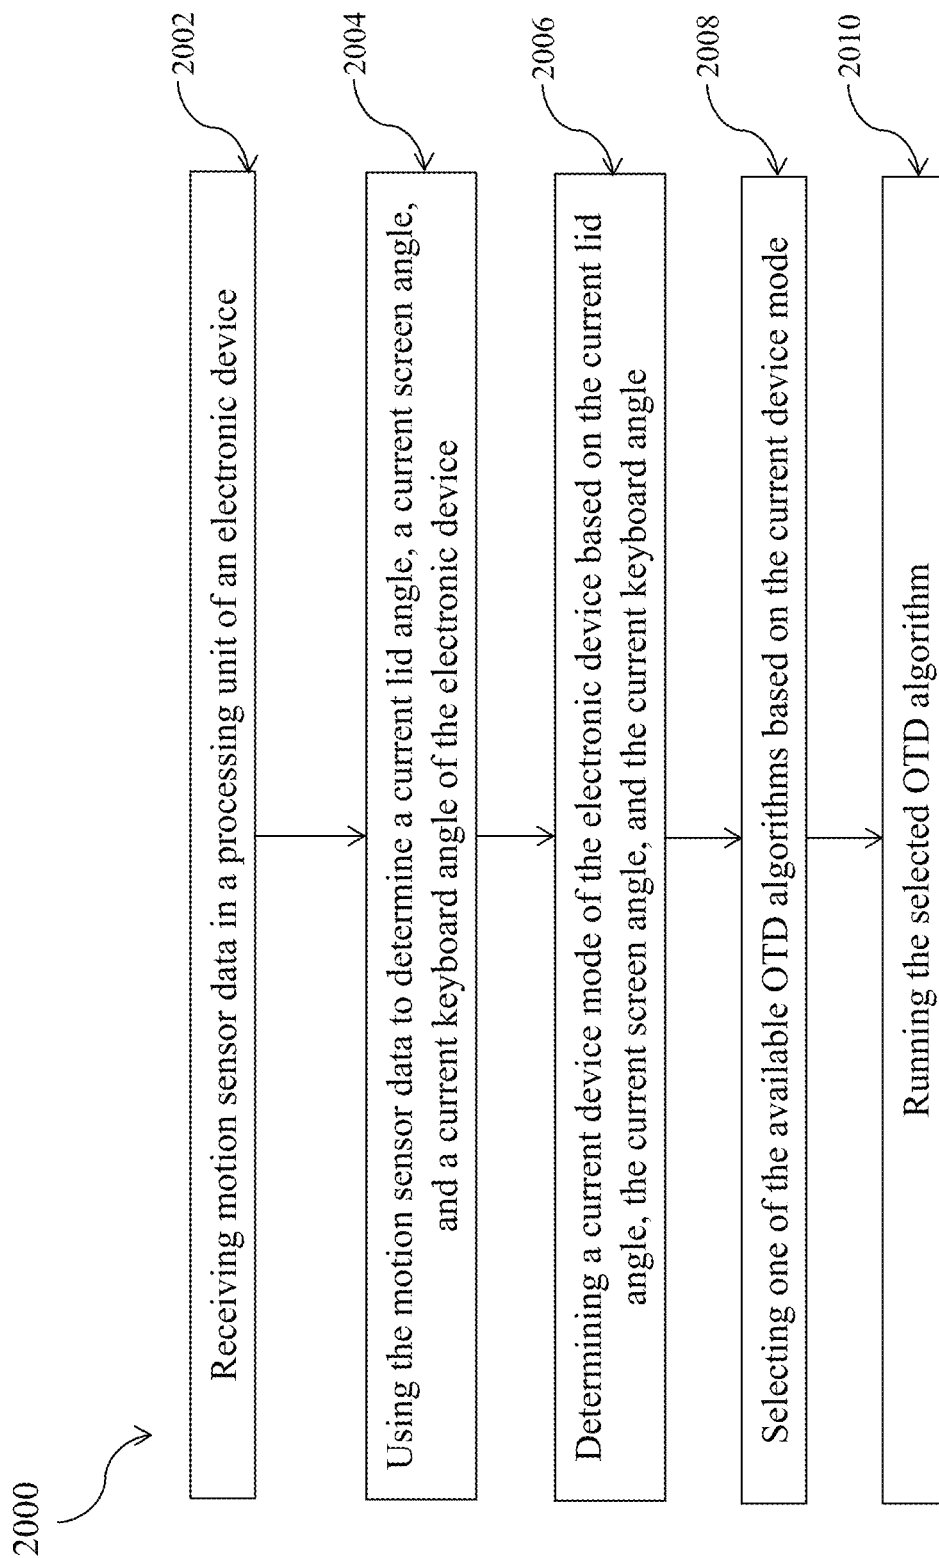 2000
2002
Receiving motion sensor data in a processing unit of an electronic device
2004
Using the motion sensor data to determine a current lid angle, a current screen angle,
and a current keyboard angle of the electronic device
2006
Determining a current device mode of the electronic device based on the current lid
angle, the current screen angle, and the current keyboard angle
2008
Selecting one of the available OTD algorithms based on the current device mode
2010
Running the selected OTD algorithm